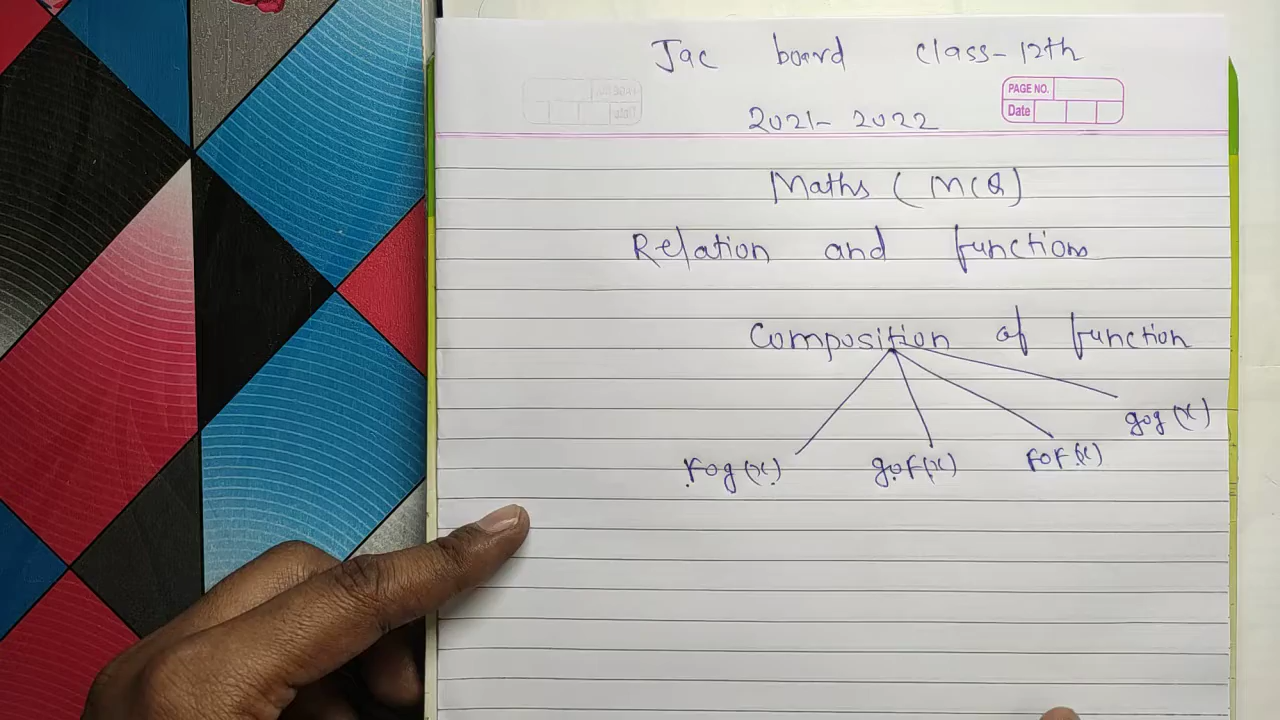 Jac board class-12th
PAGE NO.
Date
2021-2022
Maths (MCQ)
Relation and functions
Composition of function
fog(x) gof(x) fof(x) gog(x)